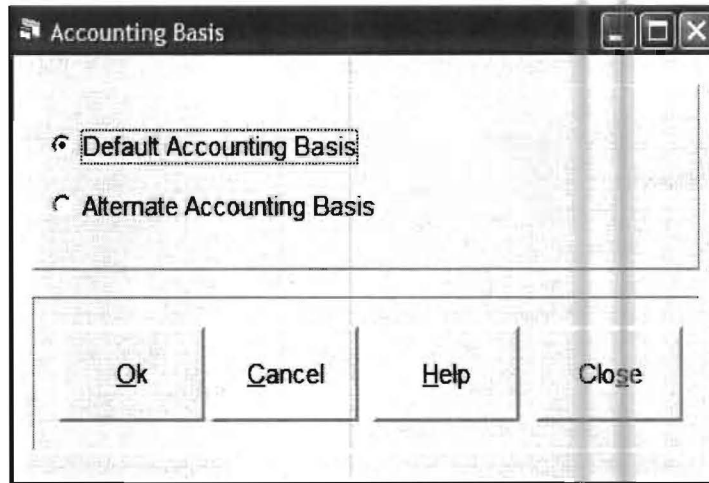 Accounting Basis
Default Accounting Basis
Alternate Accounting Basis
Ok Cancel Help Close